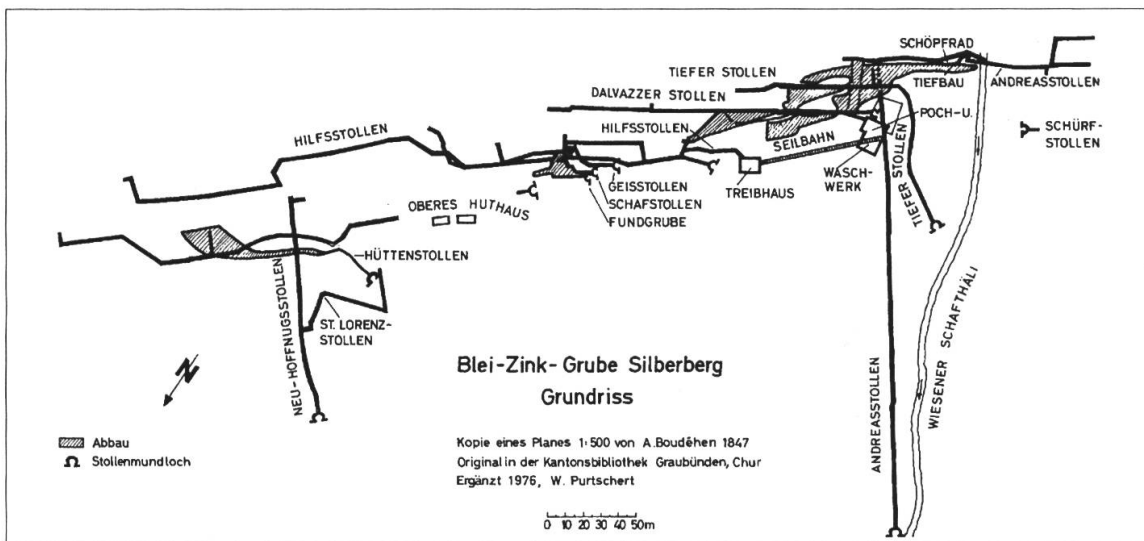 SCHÖPFRAD
TIEFER STOLLEN
TIEFBAU
ANDREASSTOLLEN
DALVAZZER STOLLEN
POCH-U.
WÄSCH-
WERK
SCHÜRF-
STOLLEN
HILFSSTOLLEN
HILFSSTOLLEN
SEILBAHN
TREIBHAUS
TIEFER STOLLEN
GEISSTOLLEN
SCHAFSTOLLEN
FUNDGRUBE
OBERES HUTHAUS
HÜTTENSTOLLEN
NEU-HOFFNUGSSTOLLEN
ST. LORENZ-
STOLLEN
WIESENER SCHAFTHÄLI
ANDREASSTOLLEN
N
Blei-Zink-Grube Silberberg
Grundriss
Abbau
Stollenmundloch
Kopie eines Planes 1:500 von A.Boudéhen 1847
Original in der Kantonsbibliothek Graubünden, Chur
Ergänzt 1976, W. Purtschert
0 10 20 30 40 50m